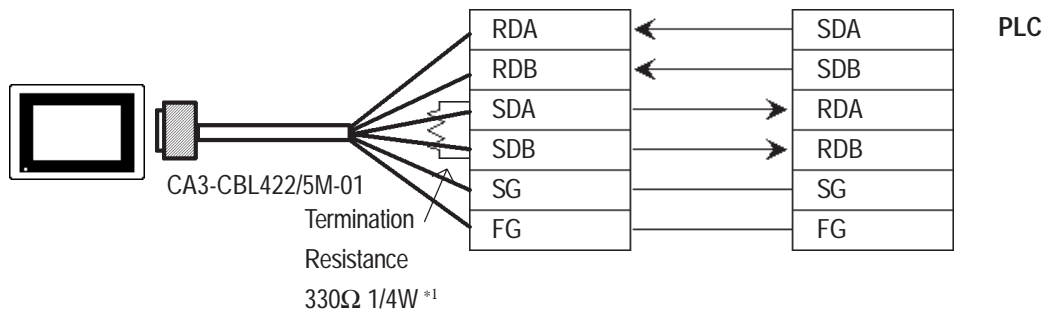 RDA SDA PLC
RDB SDB
SDA RDA
SDB RDB
CA3-CBL422/5M-01
SG SG
Termination
FG FG
Resistance
330Ω 1/4W *1